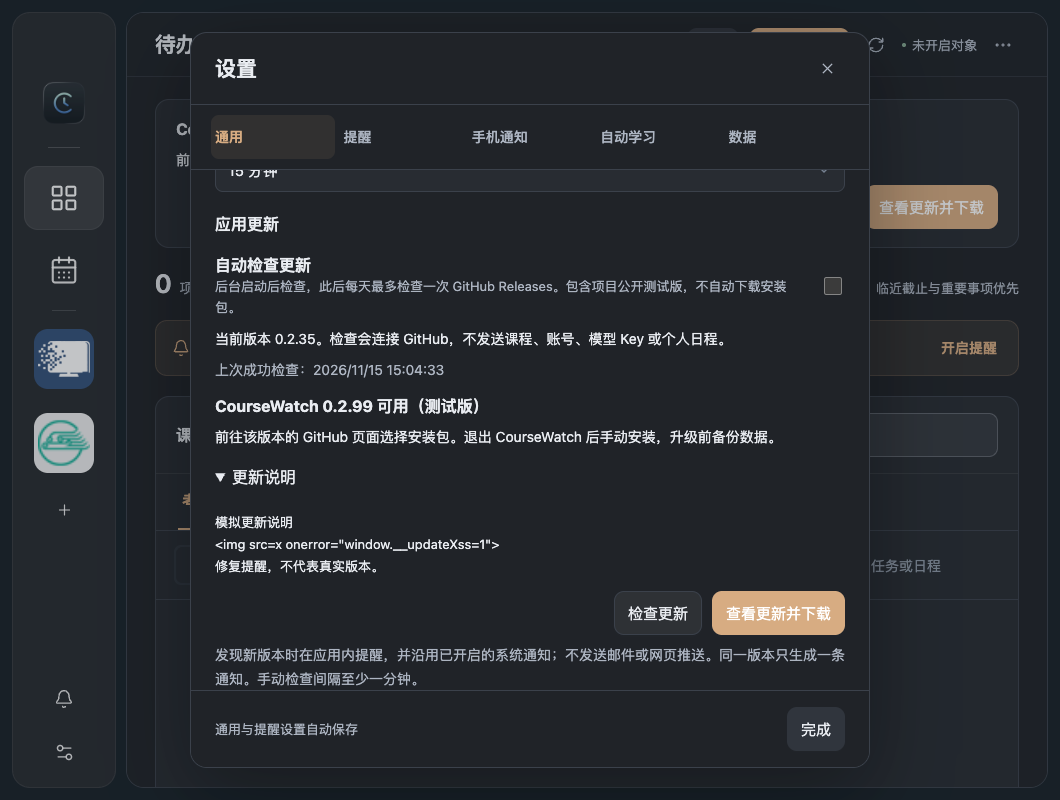 待办
未开启对象
设置
通用
提醒
手机通知
自动学习
数据
15 分钟
前
查看更新并下载
应用更新
自动检查更新
后台启动后检查，此后每天最多检查一次 GitHub Releases。包含项目公开测试版，不自动下载安装
包。
0 项
临近截止与重要事项优先
当前版本 0.2.35。检查会连接 GitHub，不发送课程、账号、模型 Key 或个人日程。
开启提醒
上次成功检查：2026/11/15 15:04:33
CourseWatch 0.2.99 可用（测试版）
前往该版本的 GitHub 页面选择安装包。退出 CourseWatch 后手动安装，升级前备份数据。
课
▼ 更新说明
模拟更新说明
<img src=x onerror="window.__updateXss=1">
修复提醒，不代表真实版本。
任务或日程
检查更新
查看更新并下载
发现新版本时在应用内提醒，并沿用已开启的系统通知；不发送邮件或网页推送。同一版本只生成一条
通知。手动检查间隔至少一分钟。
通用与提醒设置自动保存
完成